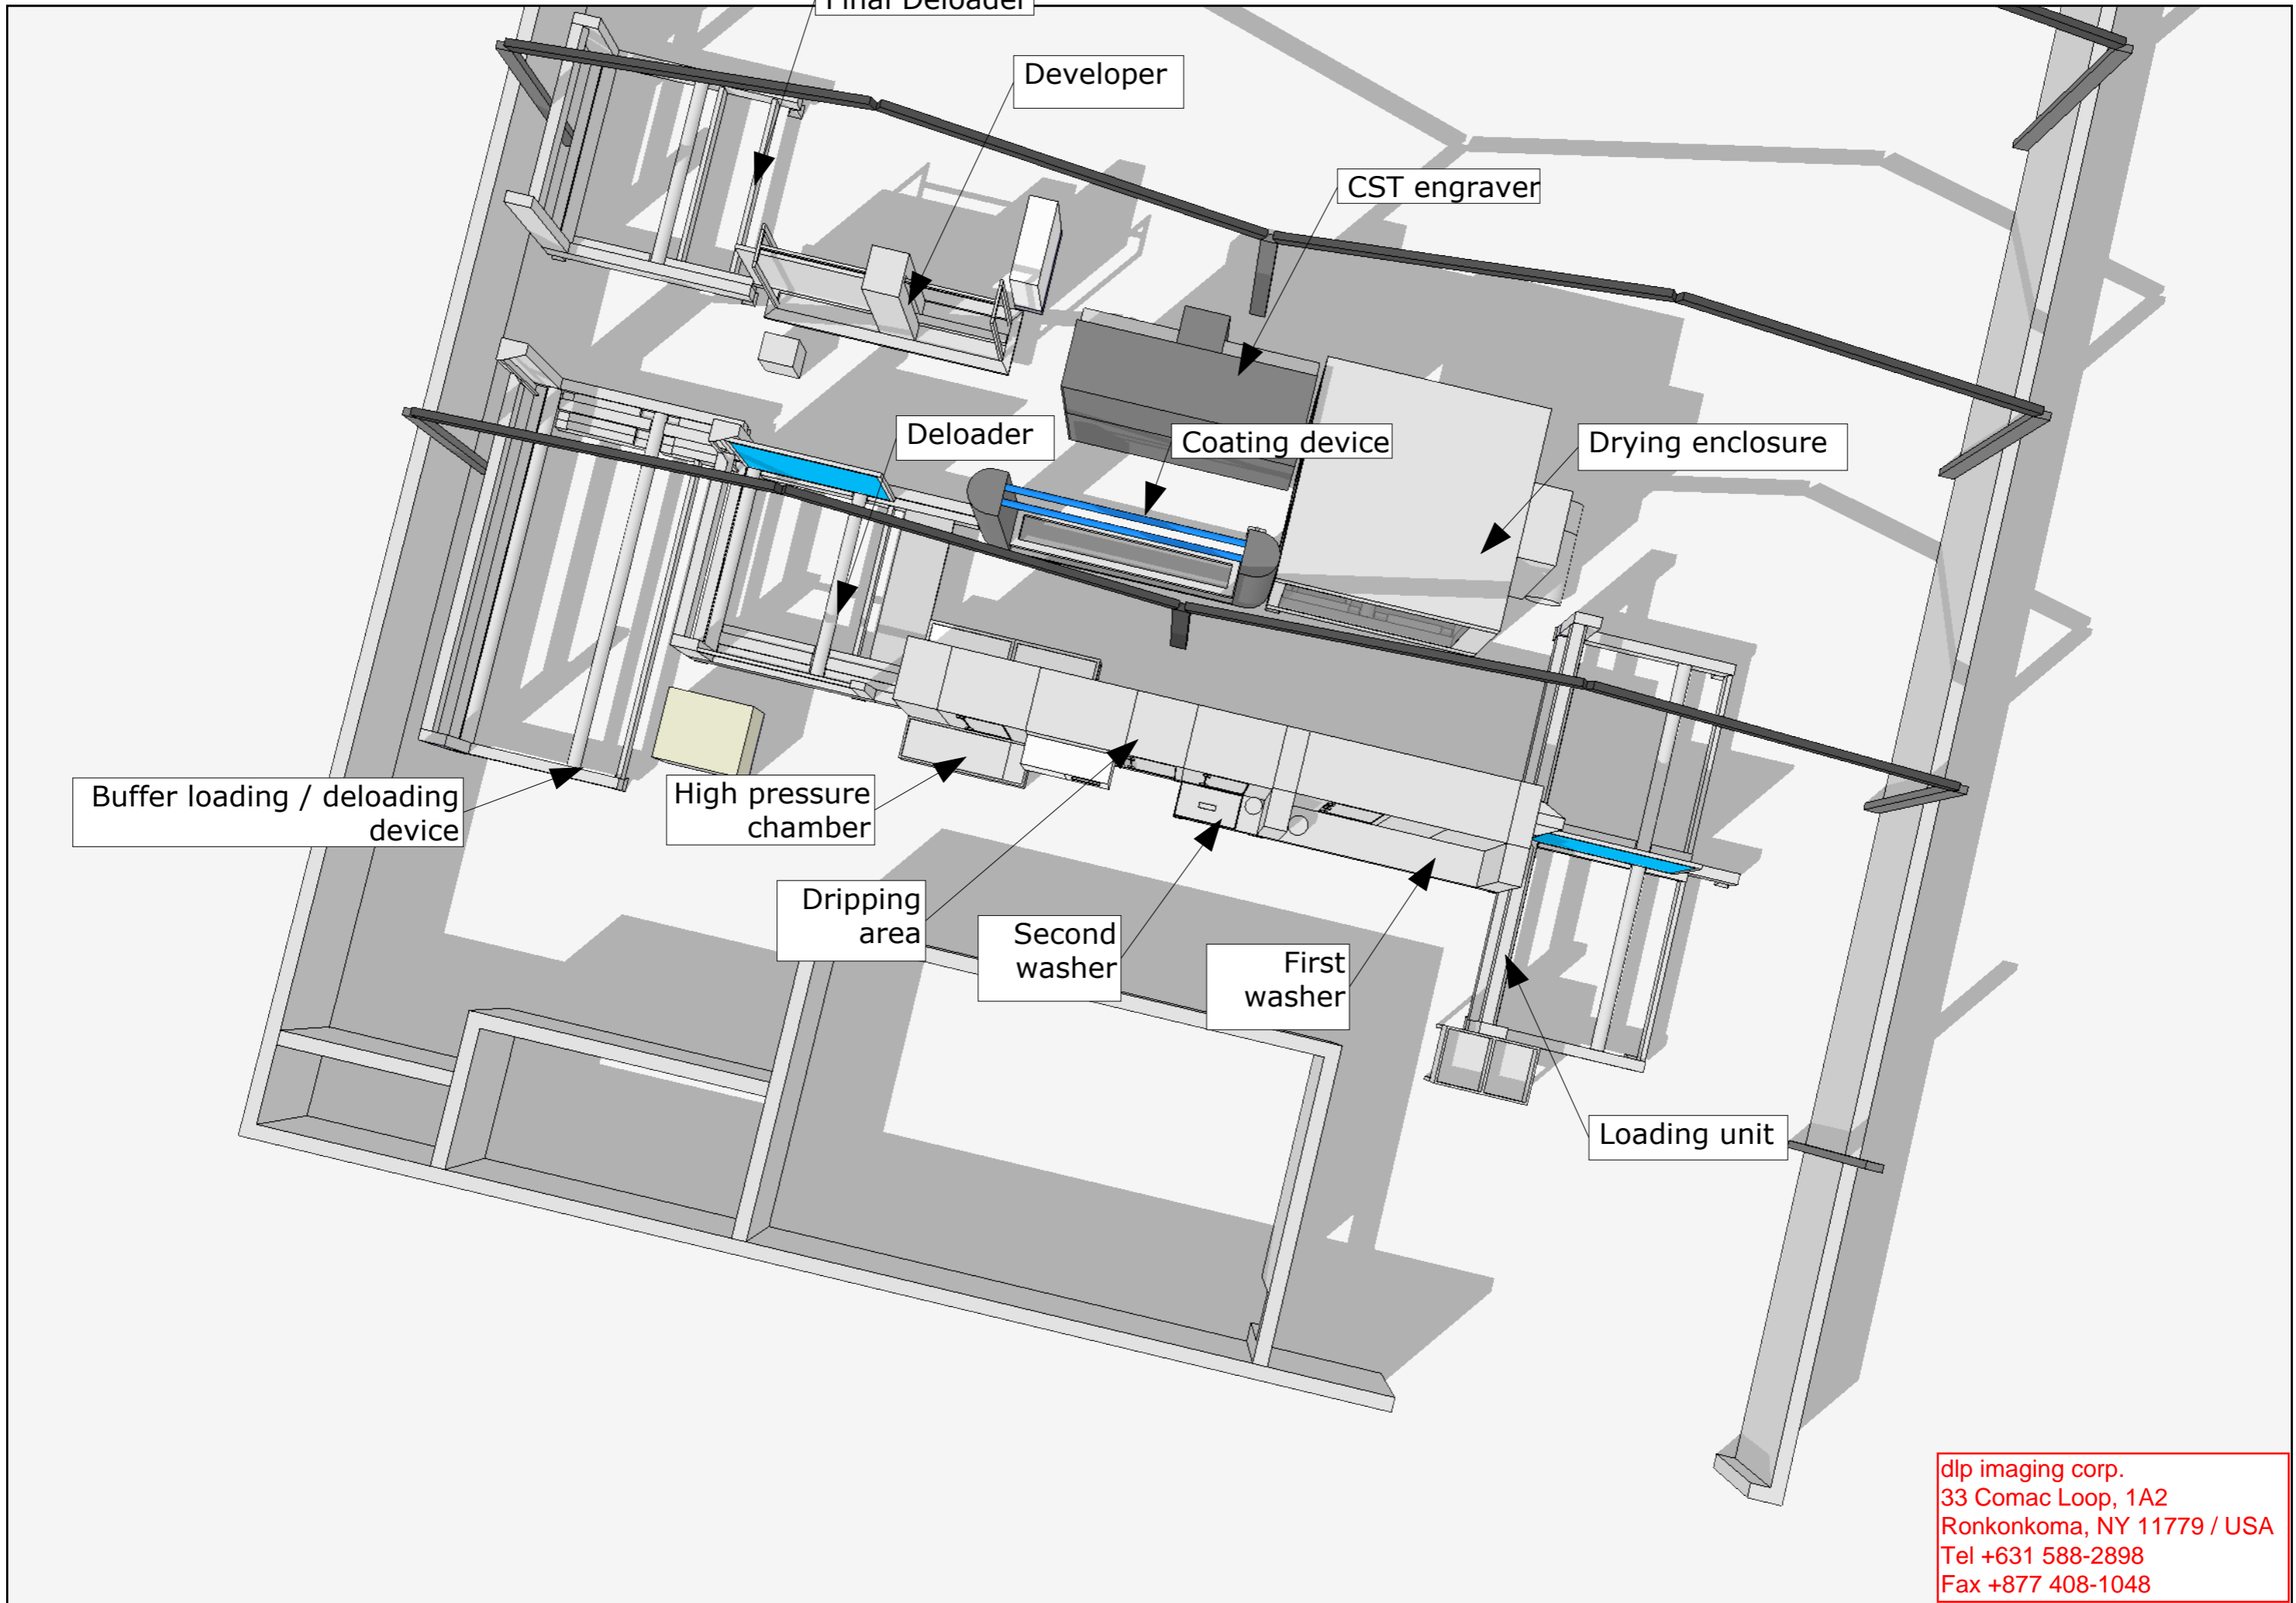 Final Deloader
Developer
CST engraver
Deloader
Coating device
Drying enclosure
Buffer loading / deloading
device
High pressure
chamber
Dripping
area
Second
washer
First
washer
Loading unit
dlp imaging corp.
33 Comac Loop, 1A2
Ronkonkoma, NY 11779 / USA
Tel +631 588-2898
Fax +877 408-1048